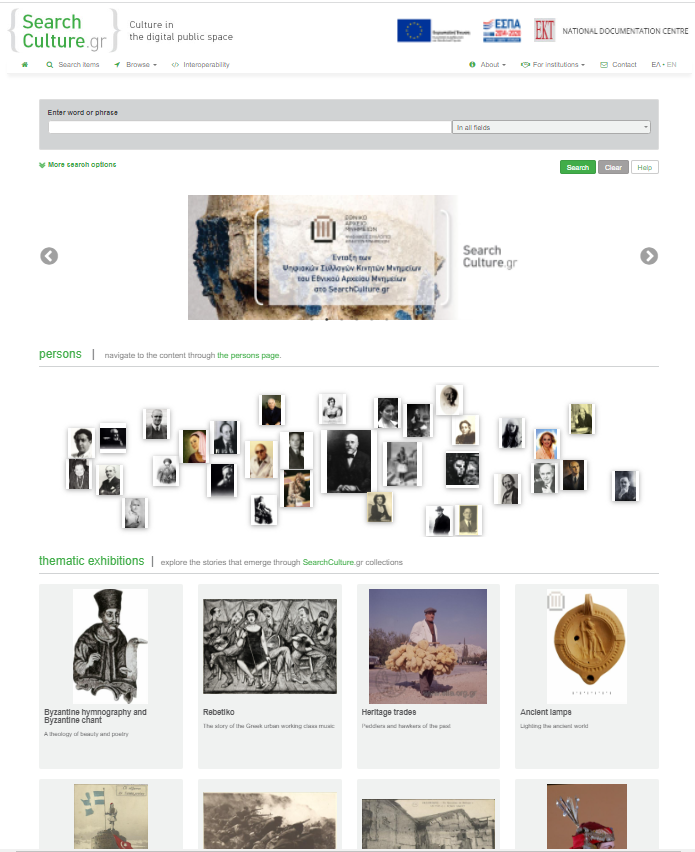 Search
Culture.gr
Culture in
the digital public space
ΕΣΠΑ
2014-2020
EKT
NATIONAL DOCUMENTATION CENTRE
Search items
Browse
Interoperability
About
For institutions
Contact
ΕΛ • EN
Enter word or phrase
In all fields
More search options
Search
Clear
Help
ΕΘΝΙΚΟ
ΑΡΧΕΙΟ
ΜΝΗΜΕΙΩΝ
Ένταξη των
Ψηφιακών Συλλογών Κινητών Μνημείων
του Εθνικού Αρχείου Μνημείων
στο SearchCulture.gr
Search
Culture.gr
persons | navigate to the content through the persons page.
thematic exhibitions | explore the stories that emerge through SearchCulture.gr collections
Byzantine hymnography and
Byzantine chant
A theology of beauty and poetry
Rebetiko
The story of the Greek urban working class music
Heritage trades
Peddlers and hawkers of the past
Ancient lamps
Lighting the ancient world